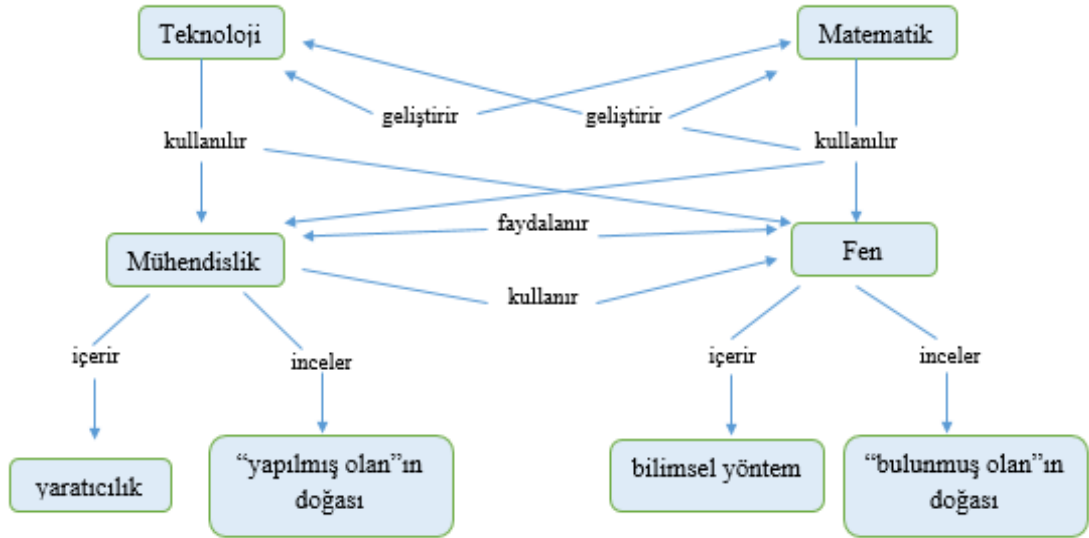 Teknoloji
Matematik
geliştirir
geliştirir
kullanılır
kullanılır
faydalanır
Mühendislik
Fen
kullanır
içerir
inceler
içerir
inceler
yaratıcılık
“yapılmış olan”ın
doğası
bilimsel yöntem
“bulunmuş olan”ın
doğası